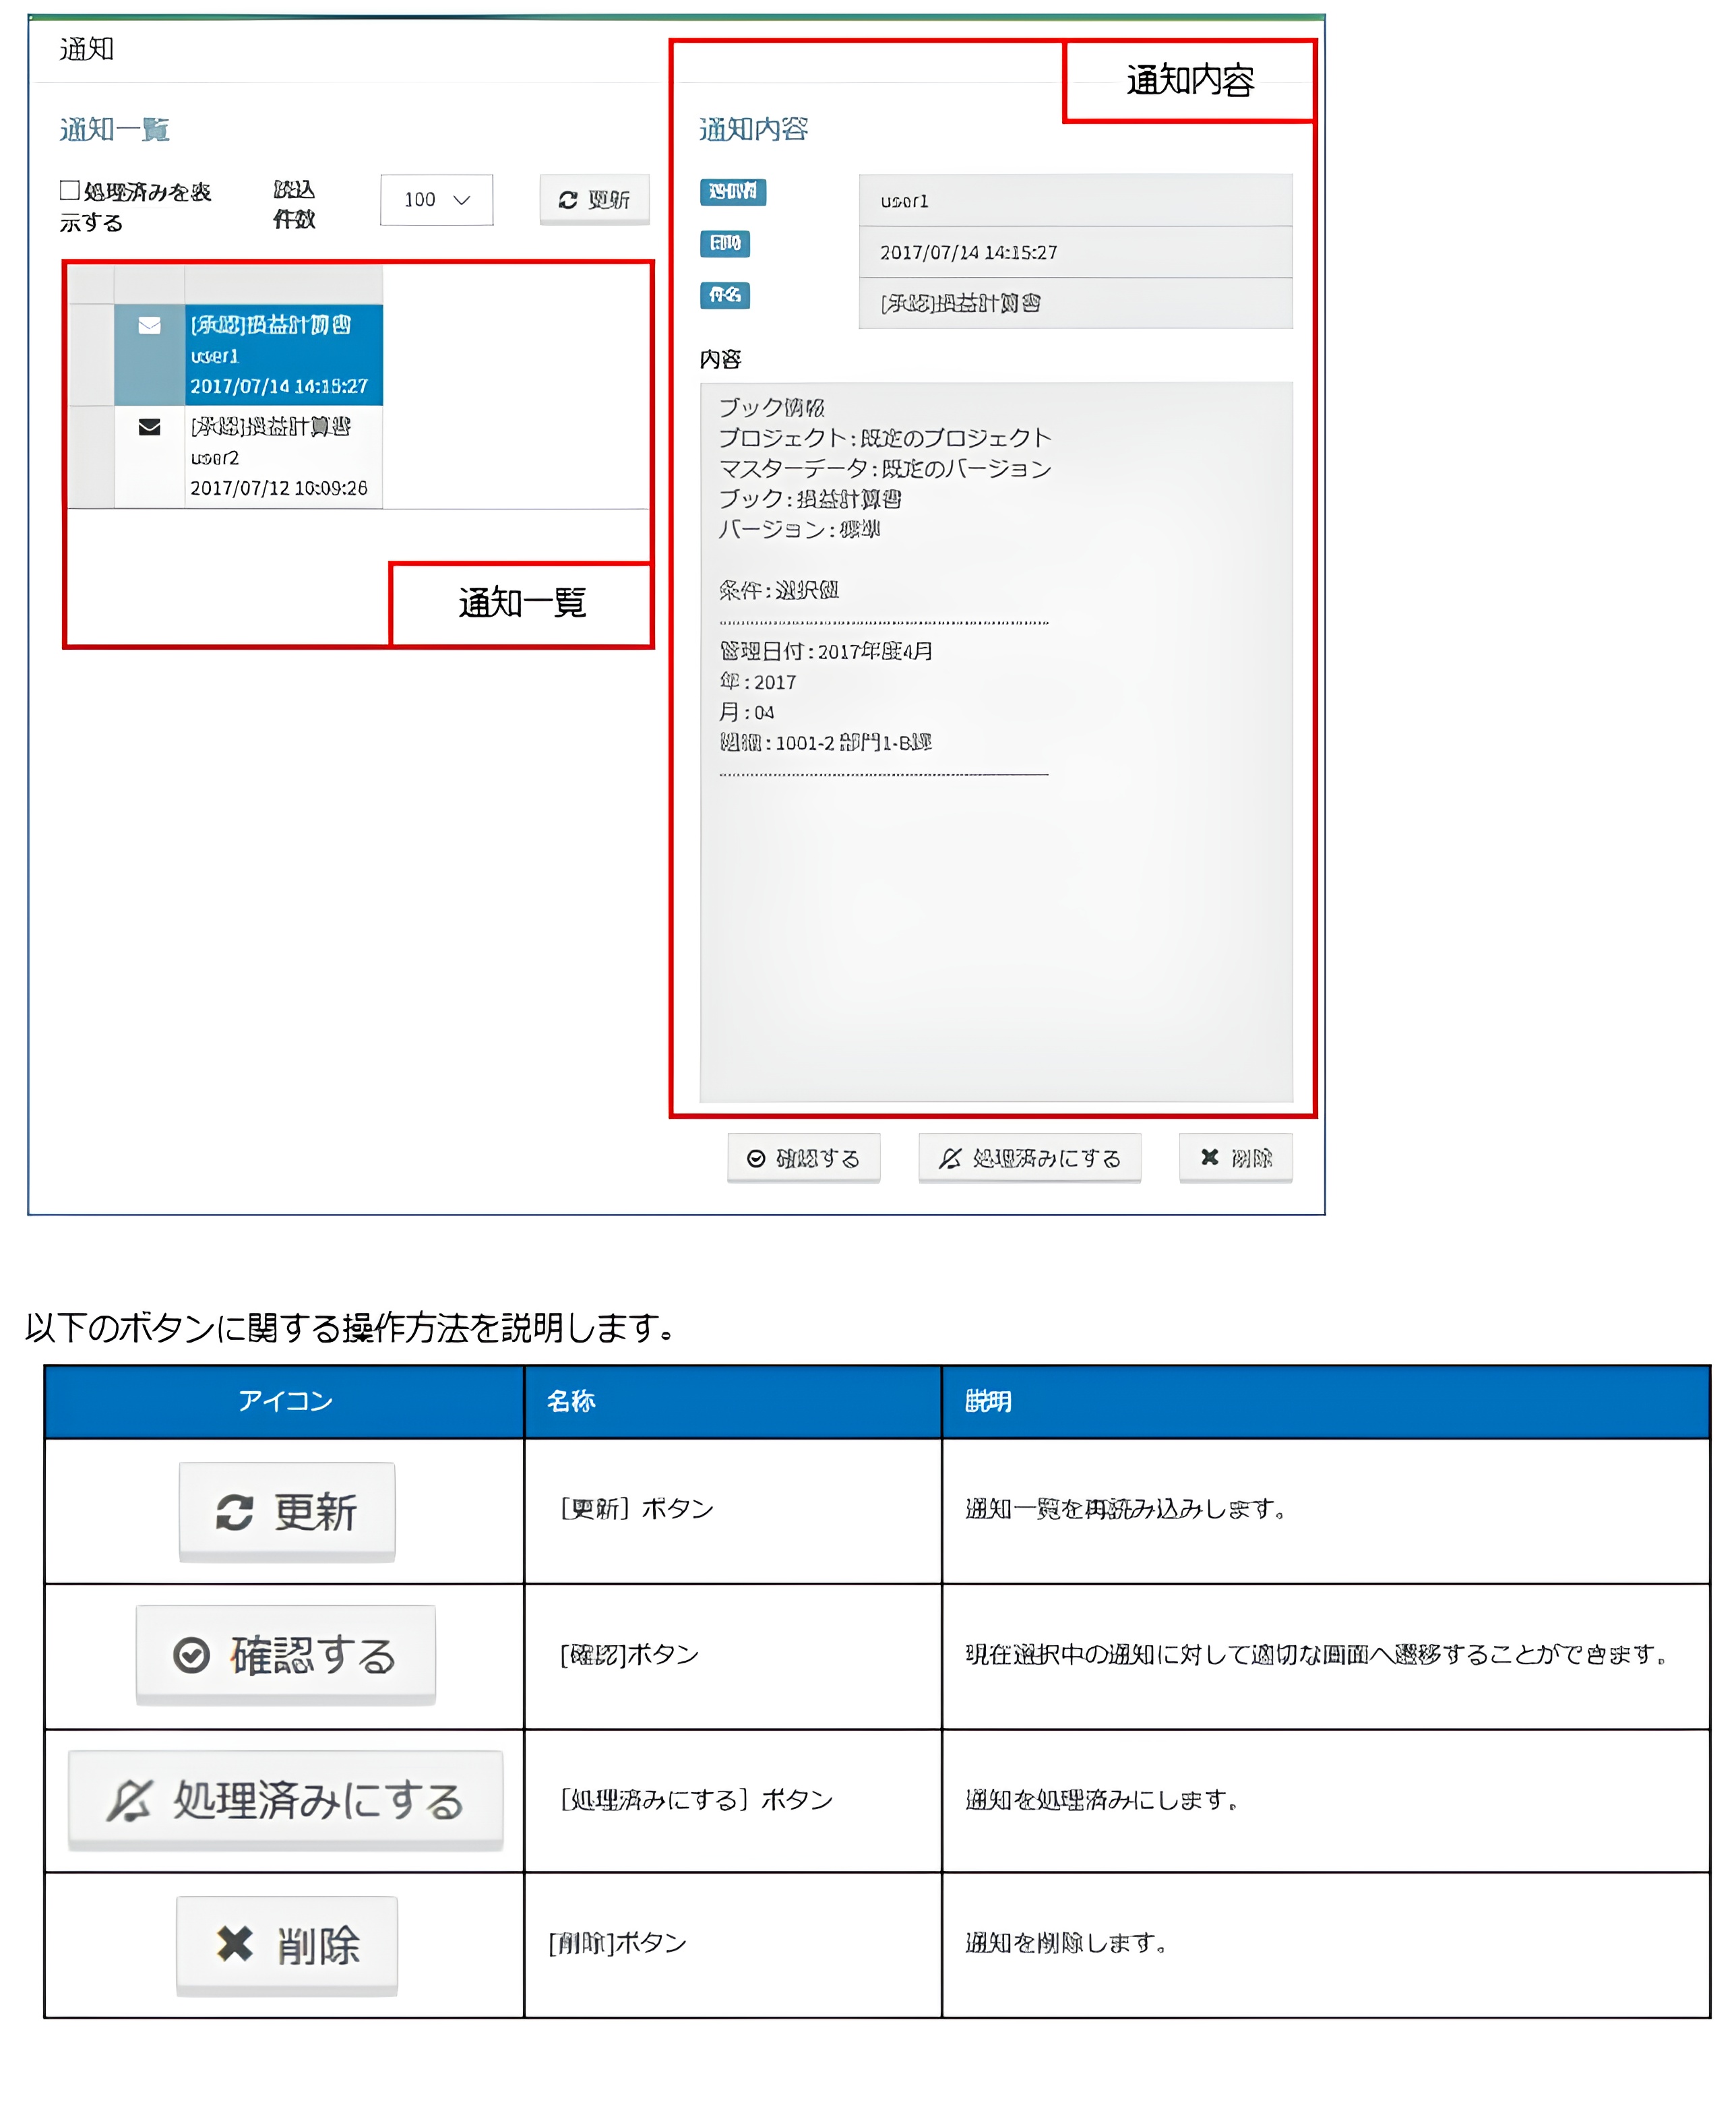 通知
通知内容
通知一覧
通知内容
処理済みを表
示する
読込
件数
100
更新
user1
日時
2017/07/14 14:15:27
件名
[承認]損益計算書
[承認]損益計算書
user1
2017/07/14 14:15:27
[承認]損益計算書
user2
2017/07/12 10:09:26
通知一覧
内容
ブック情報
プロジェクト:既定のプロジェクト
マスターデータ:既定のバージョン
ブック:損益計算書
バージョン:標準
条件:選択値
管理日付:2017年度4月
年:2017
月:04
組織:1001-2 部門1-B課
確認する
処理済みにする
削除
以下のボタンに関する操作方法を説明します。
アイコン 名称 説明
更新 [更新] ボタン 通知一覧を再読み込みします。
確認する [確認]ボタン 現在選択中の通知に対して適切な画面へ遷移することができます。
処理済みにする [処理済みにする] ボタン 通知を処理済みにします。
削除 [削除]ボタン 通知を削除します。